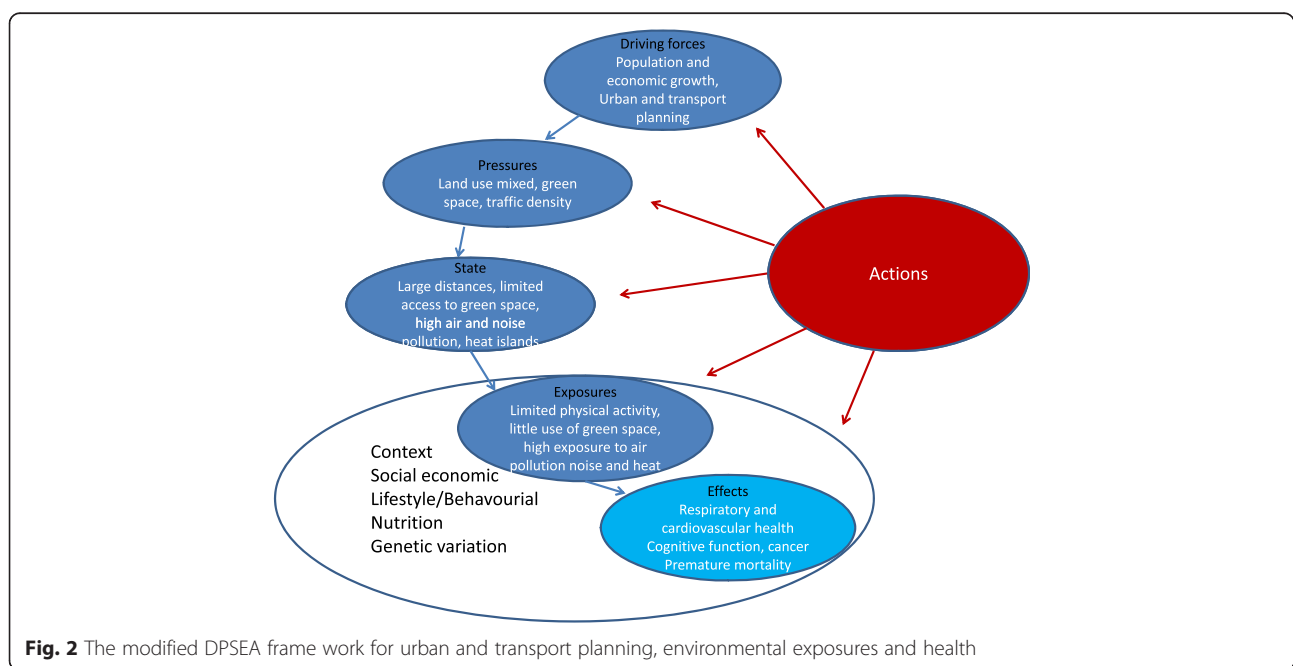 Driving forces
Population and
economic growth,
Urban and transport
planning
Pressures
Land use mixed, green
space, traffic density
State
Large distances, limited
access to green space,
high air and noise
pollution, heat islands
Actions
Exposures
Limited physical activity,
little use of green space,
high exposure to air
pollution noise and heat
Context
Social economic
Lifestyle/Behavourial
Nutrition
Genetic variation
Effects
Respiratory and
cardiovascular health
Cognitive function, cancer
Premature mortality
Fig. 2 The modified DPSEA frame work for urban and transport planning, environmental exposures and health